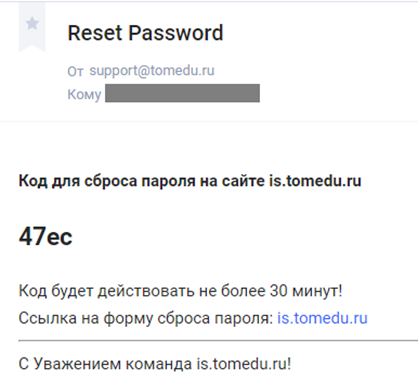 Reset Password
От support@tomedu.ru
Кому
Код для сброса пароля на сайте is.tomedu.ru
47ec
Код будет действовать не более 30 минут!
Ссылка на форму сброса пароля: is.tomedu.ru
С Уважением команда is.tomedu.ru!